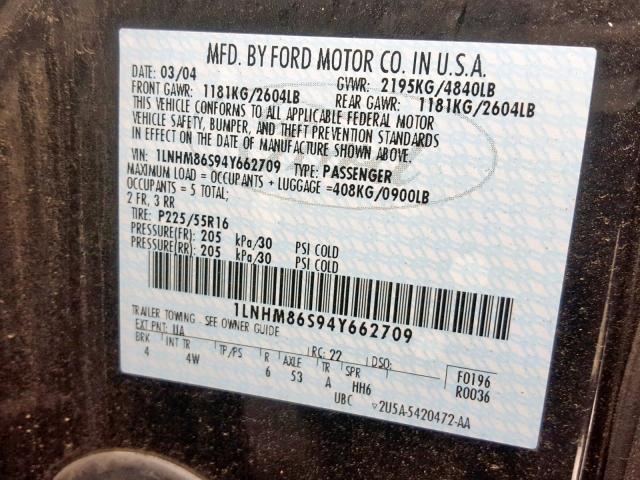 MFD. BY FORD MOTOR CO. IN U.S.A.
DATE: 03/04 GVWR: 2195KG/4840LB
FRONT GAWR: 1181KG/2604LB REAR GAWR: 1181KG/2604LB
THIS VEHICLE CONFORMS TO ALL APPLICABLE FEDERAL MOTOR
VEHICLE SAFETY, BUMPER, AND THEFT PREVENTION STANDARDS
IN EFFECT ON THE DATE OF MANUFACTURE SHOWN ABOVE.
VIN: 1LNHM86S94Y662709 TYPE: PASSENGER
MAXIMUM LOAD = OCCUPANTS + LUGGAGE =408KG/0900LB
OCCUPANTS = 5 TOTAL;
2 FR, 3 RR
TIRE: P225/55R16
PRESSURE(FR): 205 kPa/30 PSI COLD
PRESSURE(RR): 205 kPa/30 PSI COLD
1LNHM86S94Y662709
TRAILER TOWING - SEE OWNER GUIDE
EXT PNT: UA RC: 22 DSO:
BRK INT TR TP/PS R AXLE TR SPR F0196
4 4W 6 53 A HH6 R0036
UBC ▽2U5A-5420472-AA